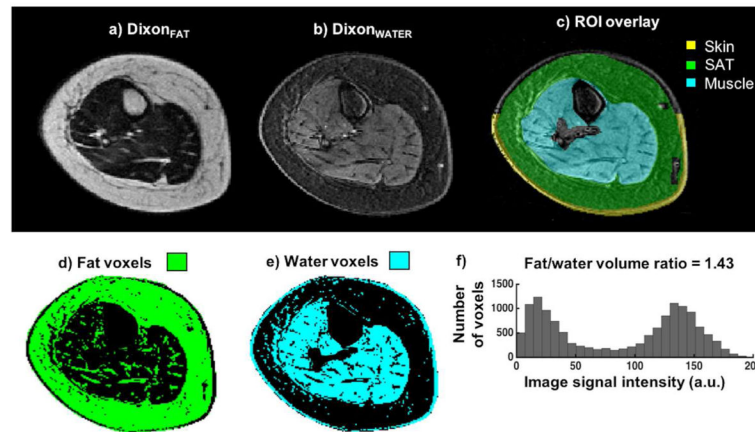 a) DixonFAT
b) DixonWATER
c) ROI overlay
Skin
SAT
Muscle
d) Fat voxels
e) Water voxels
f)
Fat/water volume ratio = 1.43
Number
of voxels
1500
1000
500
0
0
50
100
150
200
Image signal intensity (a.u.)